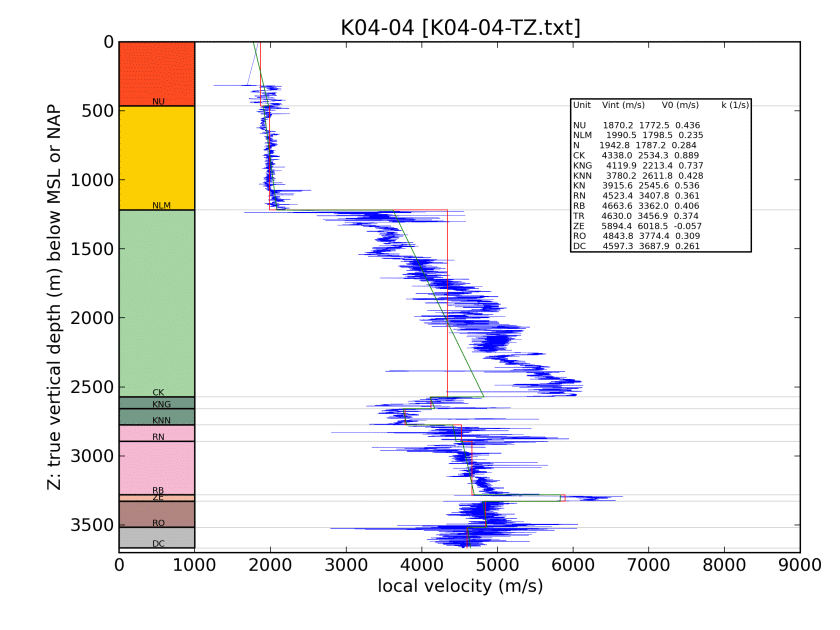 K04-04 [K04-04-TZ.txt]
Z: true vertical depth (m) below MSL or NAP
0
500
1000
1500
2000
2500
3000
3500
NU
NLM
CK
KNG
KNN
RN
RB
ZE
RO
DC
Unit Vint (m/s) V0 (m/s) k (1/s)
NU 1870.2 1772.5 0.436
NLM 1990.5 1798.5 0.235
N 1942.8 1787.2 0.284
CK 4338.0 2534.3 0.889
KNG 4119.9 2213.4 0.737
KNN 3780.2 2611.8 0.428
KN 3915.6 2545.6 0.536
RN 4523.4 3407.8 0.361
RB 4663.6 3362.0 0.406
TR 4630.0 3456.9 0.374
ZE 5894.4 6018.5 -0.057
RO 4843.8 3774.4 0.309
DC 4597.3 3687.9 0.261
0 1000 2000 3000 4000 5000 6000 7000 8000 9000
local velocity (m/s)